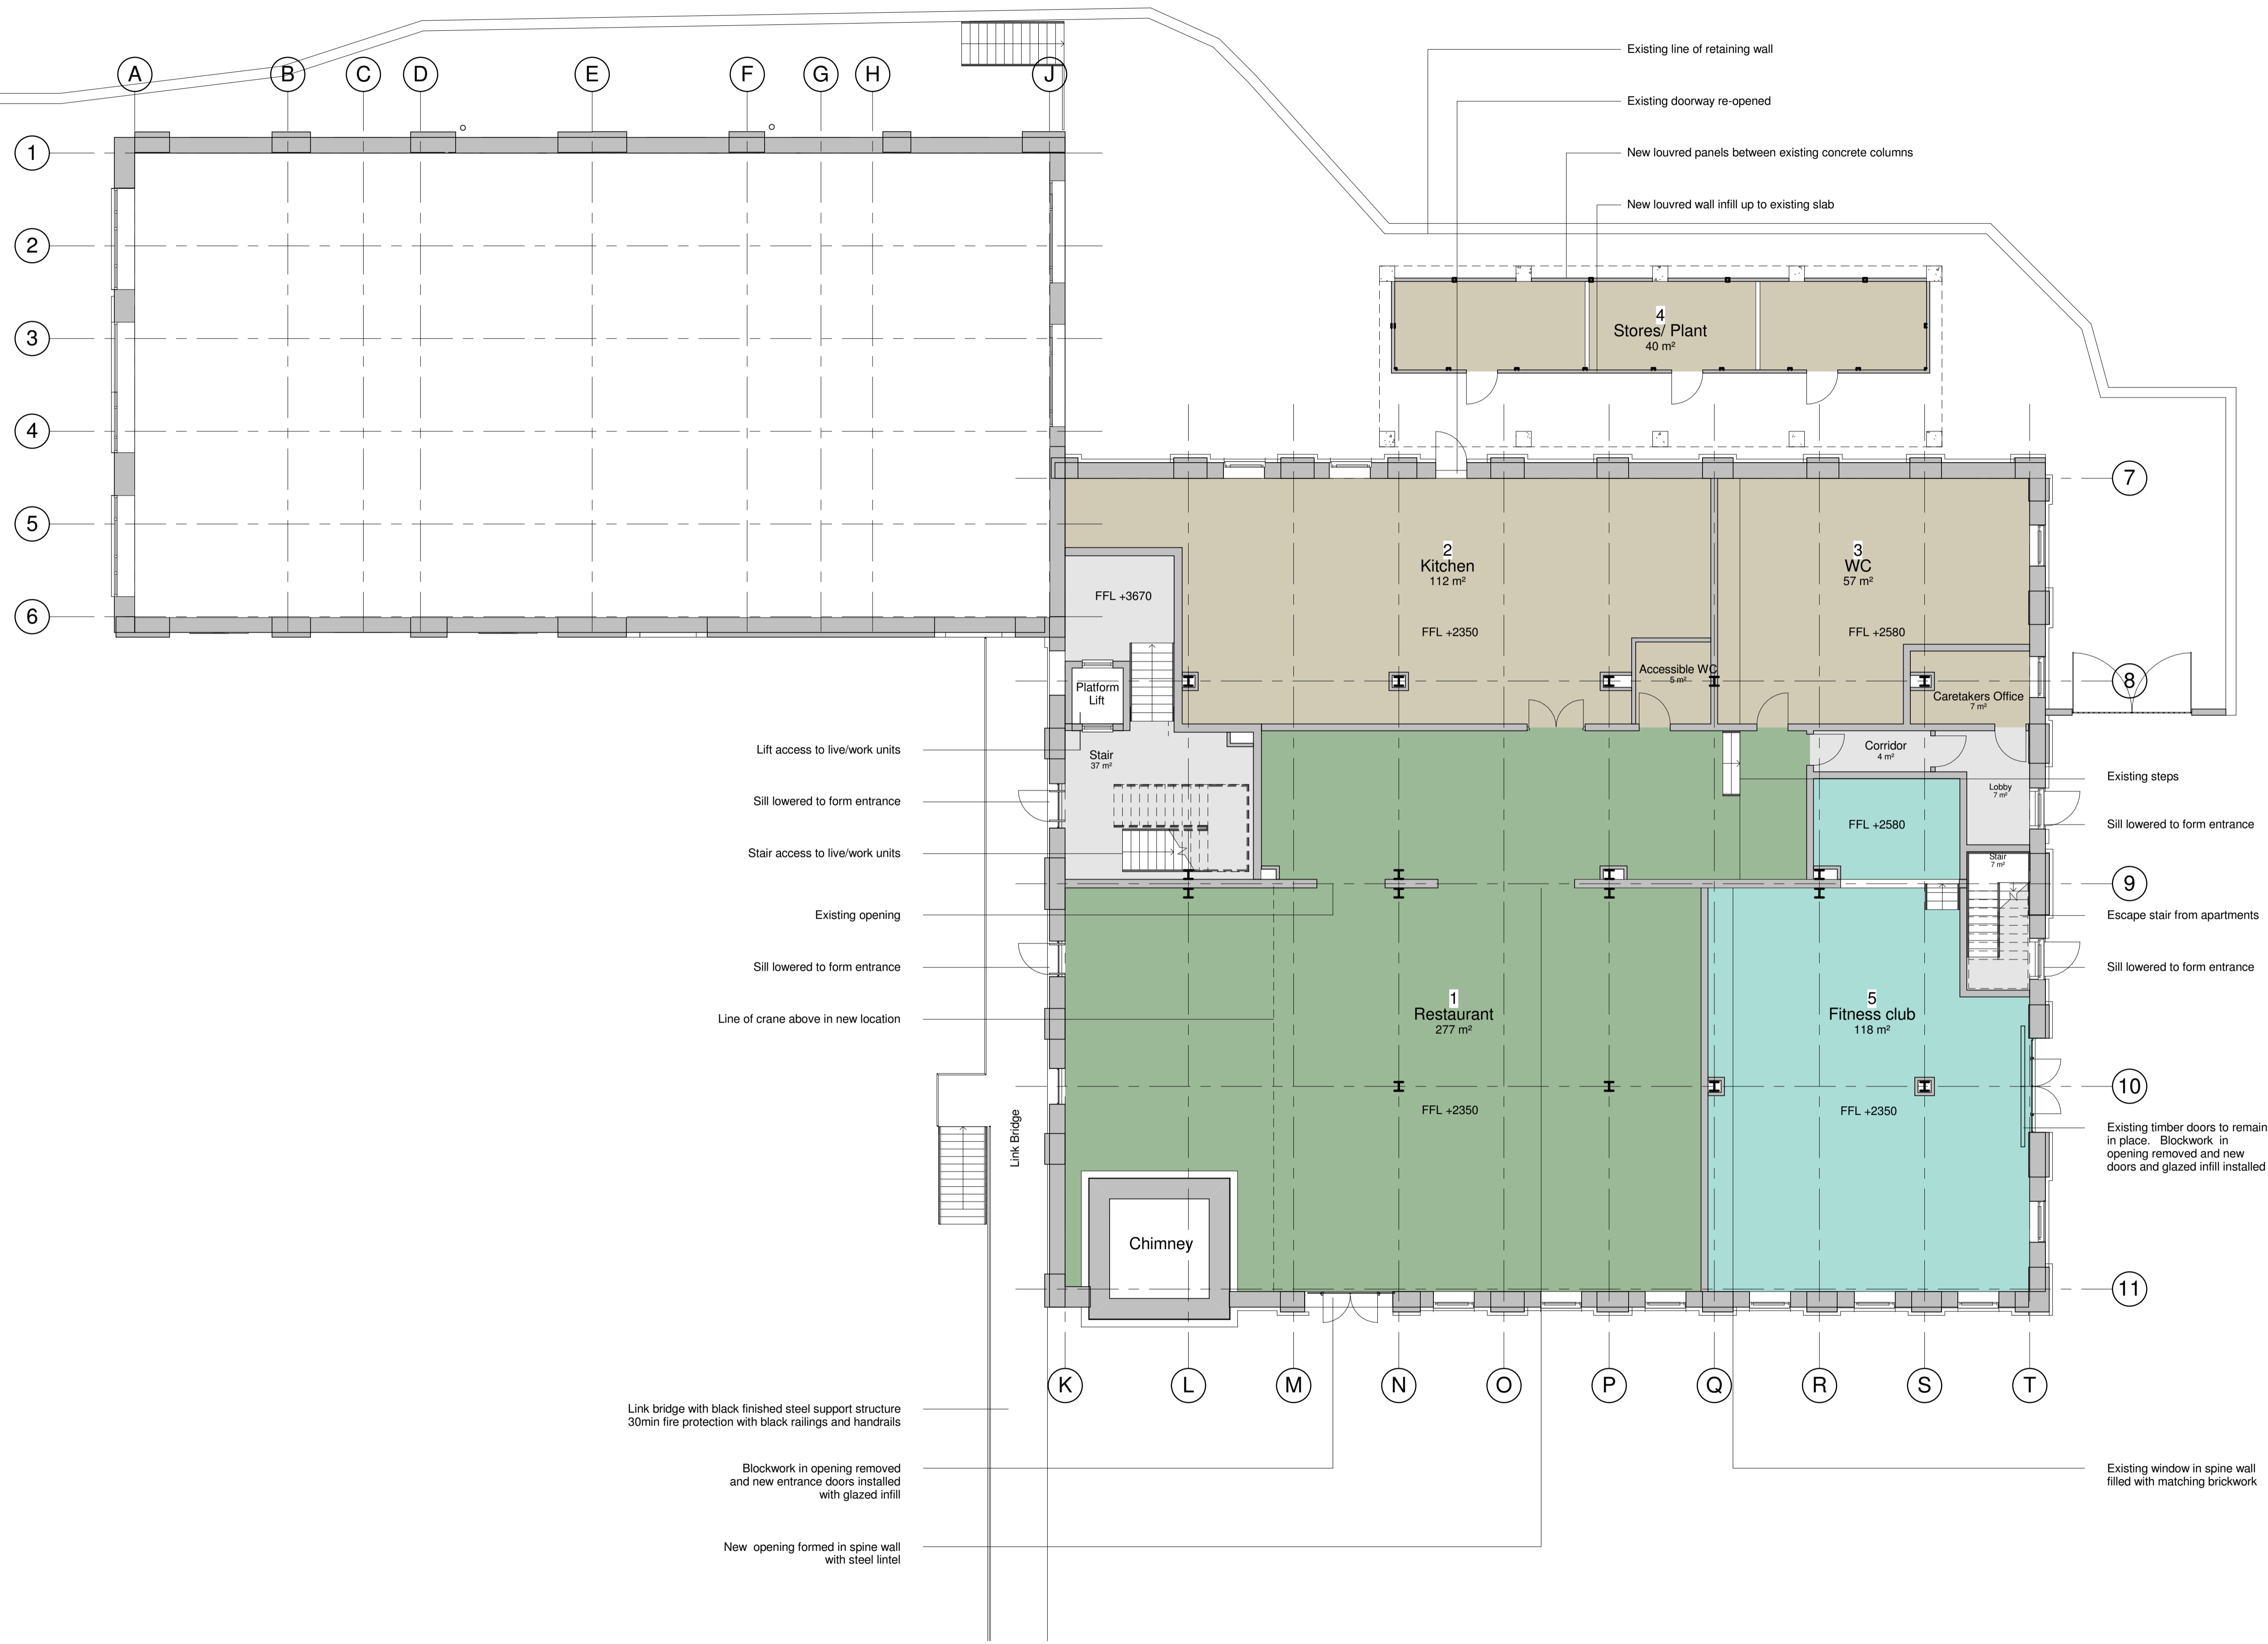 Existing line of retaining wall
A
B
C
D
E
F
G
H
J
Existing doorway re-opened
1
New louvred panels between existing concrete columns
New louvred wall infill up to existing slab
2
4
Stores/ Plant
40 m²
3
4
7
5
2
Kitchen
112 m²
3
WC
57 m²
FFL +3670
6
FFL +2350
FFL +2580
Accessible WC
5 m²
8
Platform
Lift
Caretakers Office
7 m²
Lift access to live/work units
Stair
37 m²
Corridor
4 m²
Existing steps
Lobby
7 m²
Sill lowered to form entrance
FFL +2580
Sill lowered to form entrance
Stair access to live/work units
Stair
7 m²
9
Existing opening
Escape stair from apartments
Sill lowered to form entrance
Sill lowered to form entrance
1
Restaurant
277 m²
5
Fitness club
118 m²
Line of crane above in new location
10
FFL +2350
FFL +2350
Link Bridge
Existing timber doors to remain
in place. Blockwork in
opening removed and new
doors and glazed infill installed
Chimney
11
K
L
M
N
O
P
Q
R
S
T
Link bridge with black finished steel support structure
30min fire protection with black railings and handrails
Blockwork in opening removed
and new entrance doors installed
with glazed infill
Existing window in spine wall
filled with matching brickwork
New opening formed in spine wall
with steel lintel